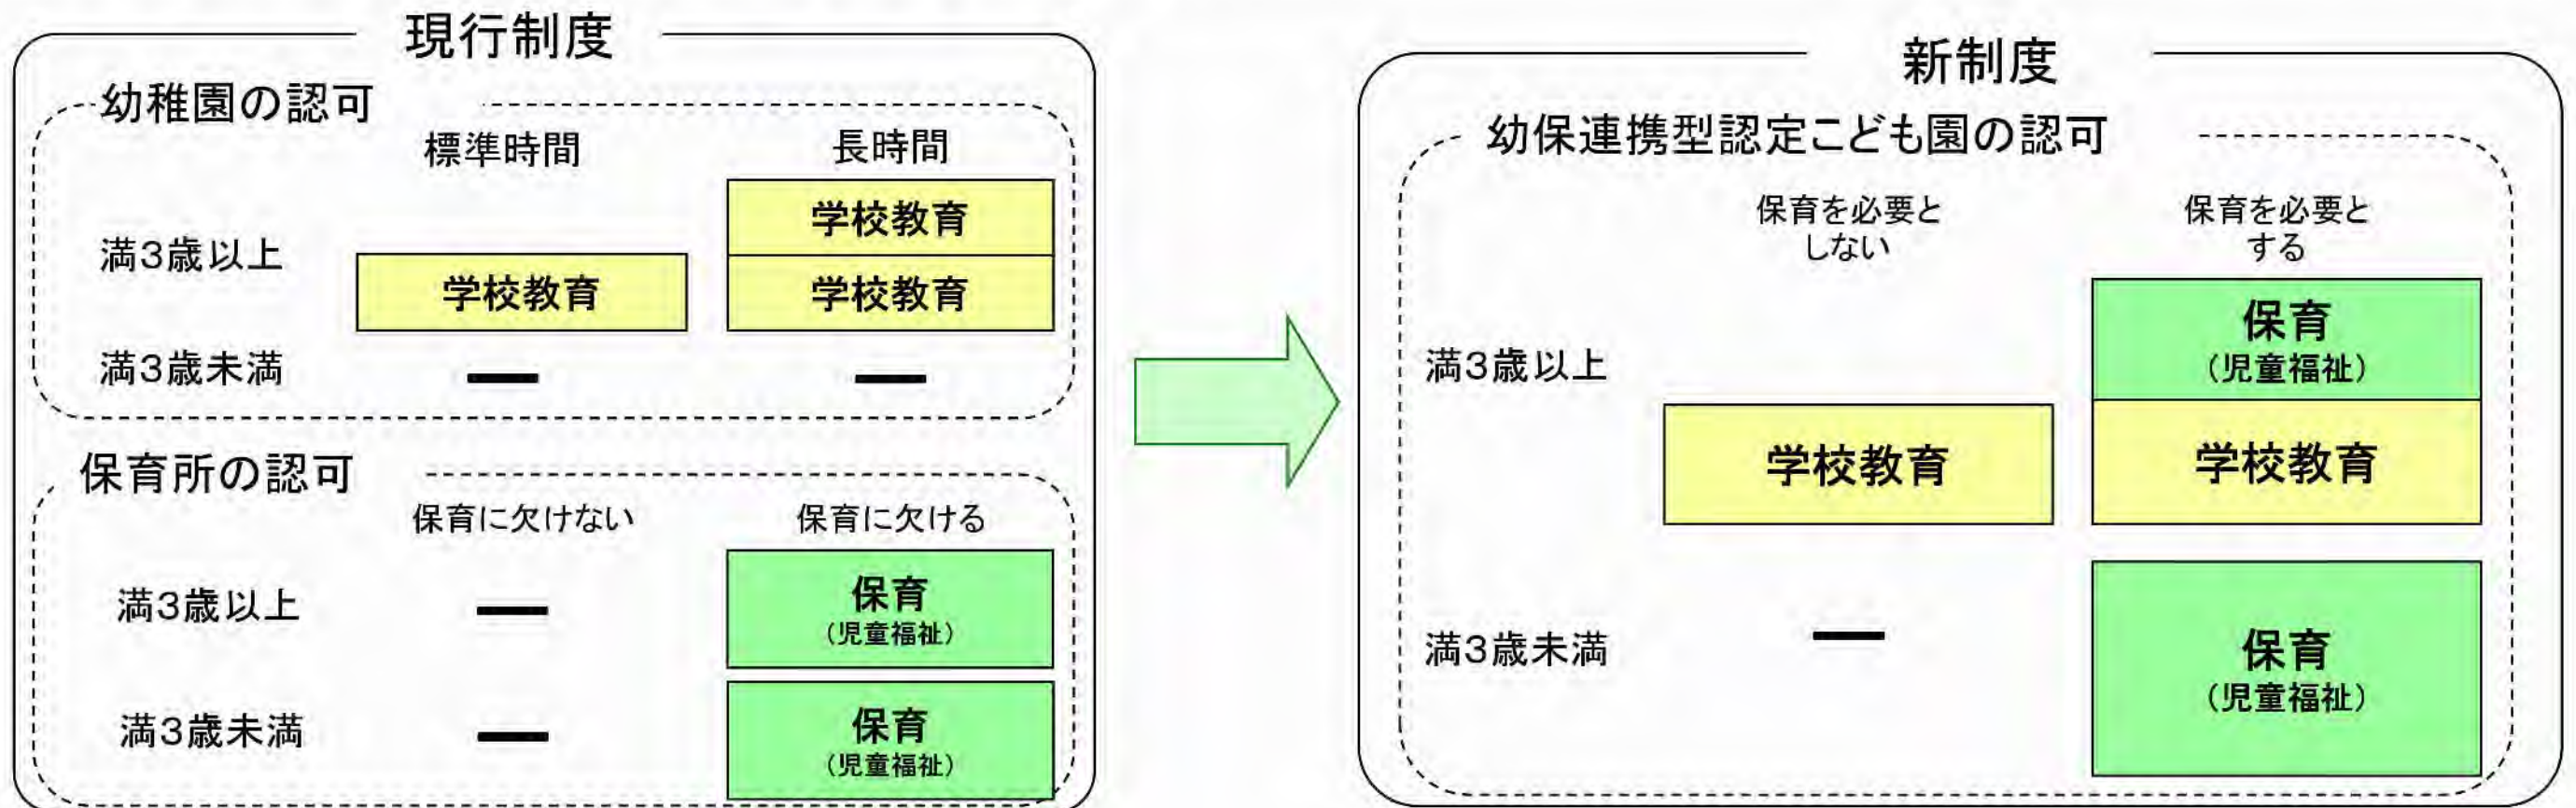 現行制度
幼稚園の認可
標準時間
長時間
満3歳以上
学校教育
学校教育
学校教育
満3歳未満
ー
ー
保育所の認可
保育に欠けない
保育に欠ける
満3歳以上
ー
保育
(児童福祉)
満3歳未満
ー
保育
(児童福祉)
新制度
幼保連携型認定こども園の認可
保育を必要と
しない
保育を必要と
する
満3歳以上
学校教育
保育
(児童福祉)
学校教育
満3歳未満
ー
保育
(児童福祉)